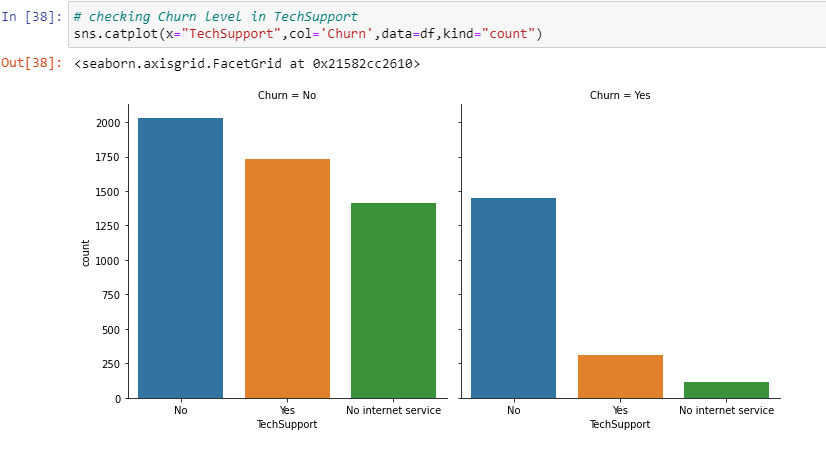 In [38]: # checking Churn level in TechSupport
sns.catplot(x="TechSupport",col='Churn',data=df,kind="count")
Out[38]: <seaborn.axisgrid.FacetGrid at 0x21582cc2610>
Churn = No
Churn = Yes
2000
1750
1500
1250
1000
750
500
250
0
count
No Yes No internet service
TechSupport
No Yes No internet service
TechSupport